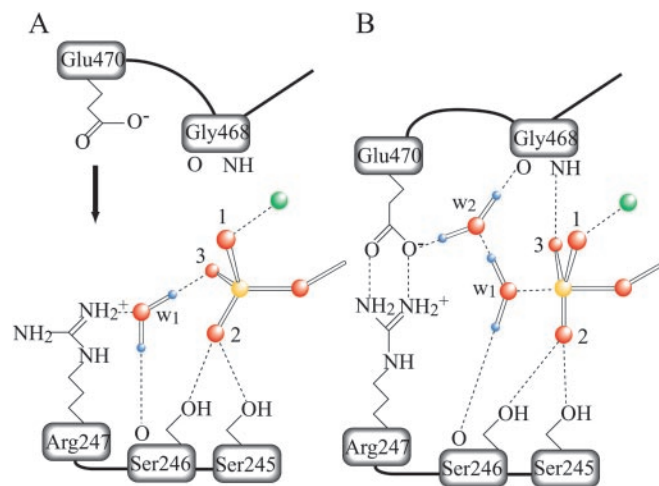 A
Glu470
O
O-
Gly468
O NH
1
3
NH2+
w1
NH2
NH
2
O
OH
OH
Arg247
Ser246
Ser245
B
Gly468
Glu470
O
NH
w2
1
3
O
O-
w1
NH2
NH2+
2
NH
OH
OH
O
Arg247
Ser246
Ser245